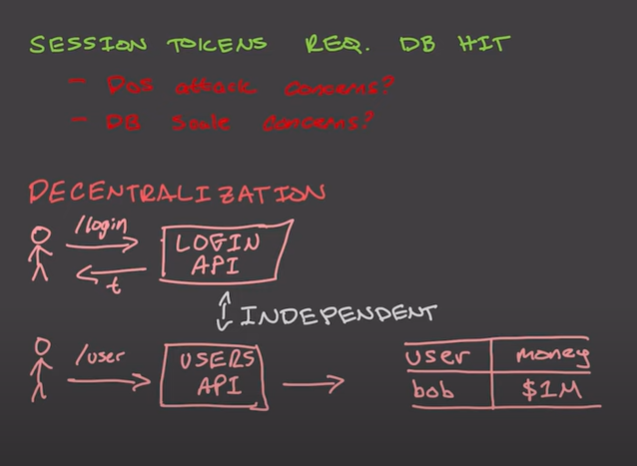 SESSION TOKENS REQ. DB HIT
- DoS attack concerns?
- DB scale concerns?
DECENTRALIZATION
/login
LOGIN
API
t
INDEPENDENT
/user
USERS
API
user money
bob $1M